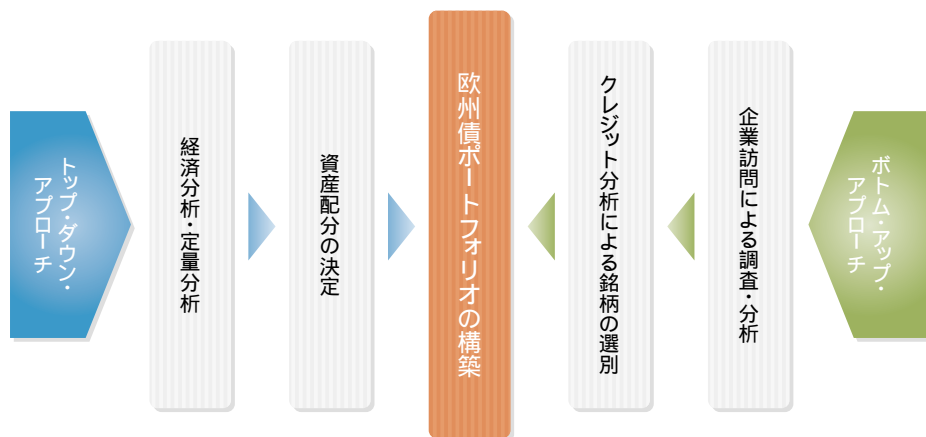 トップ・ダウン・
アプローチ
経済分析・定量分析
資産配分の決定
欧州債ポートフォリオの構築
クレジット分析による銘柄の選別
企業訪問による調査・分析
ボトム・アップ・
アプローチ